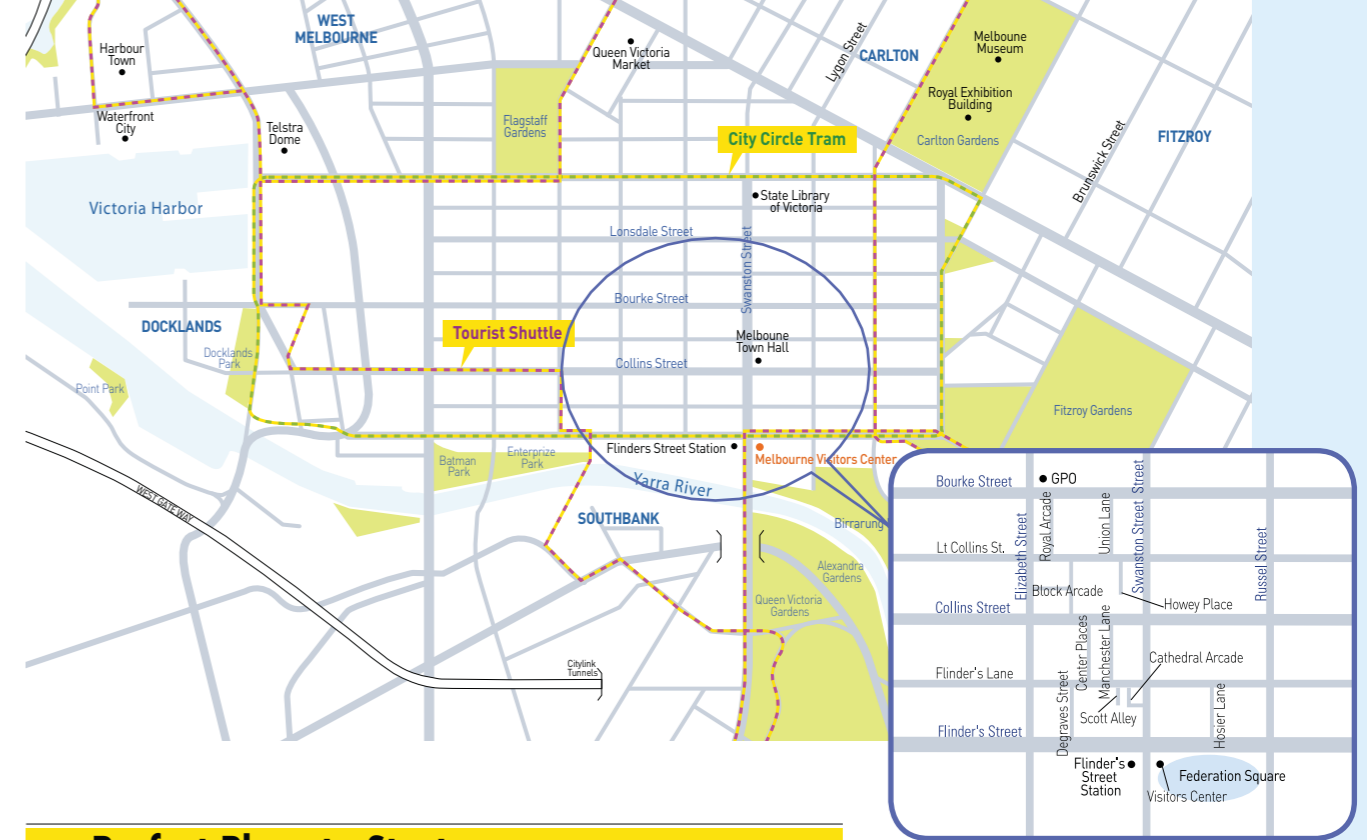 WEST
MELBOURNE
Harbour
Town
Queen Victoria
Market
Lygon Street
CARLTON
Melboune
Museum
Royal Exhibition
Building
Carlton Gardens
Waterfront
City
Telstra
Dome
Flagstaff
Gardens
City Circle Tram
Brunswick Street
FITZROY
Victoria Harbor
State Library
of Victoria
Lonsdale Street
Swanston Street
Bourke Street
DOCKLANDS
Tourist Shuttle
Melboune
Town Hall
Docklands
Park
Collins Street
Point Park
Fitzroy Gardens
Flinders Street Station
Melbourne Visitors Center
Batman
Park
Enterprize
Park
Yarra River
WEST GATE WAY
SOUTHBANK
Birrarung
Alexandra
Gardens
Queen Victoria
Gardens
Citylink
Tunnels
Bourke Street
GPO
Elizabeth Street
Royal Arcade
Union Lane
Swanston Street Street
Russel Street
Lt Collins St.
Block Arcade
Howey Place
Collins Street
Center Places
Manchester Lane
Cathedral Arcade
Flinder's Lane
Degraves Street
Scott Alley
Hosier Lane
Flinder's Street
Flinder's
Street
Station
Federation Square
Visitors Center